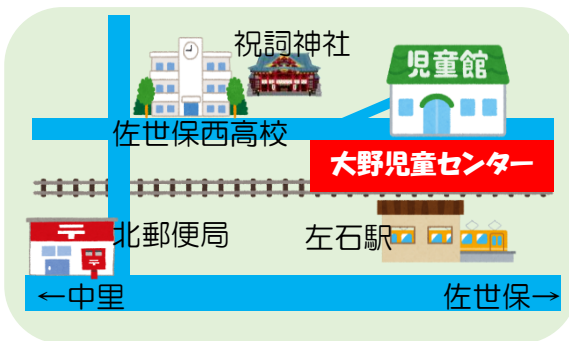 祝詞神社
児童館
佐世保西高校
大野児童センター
北郵便局
左石駅
←中里
佐世保→